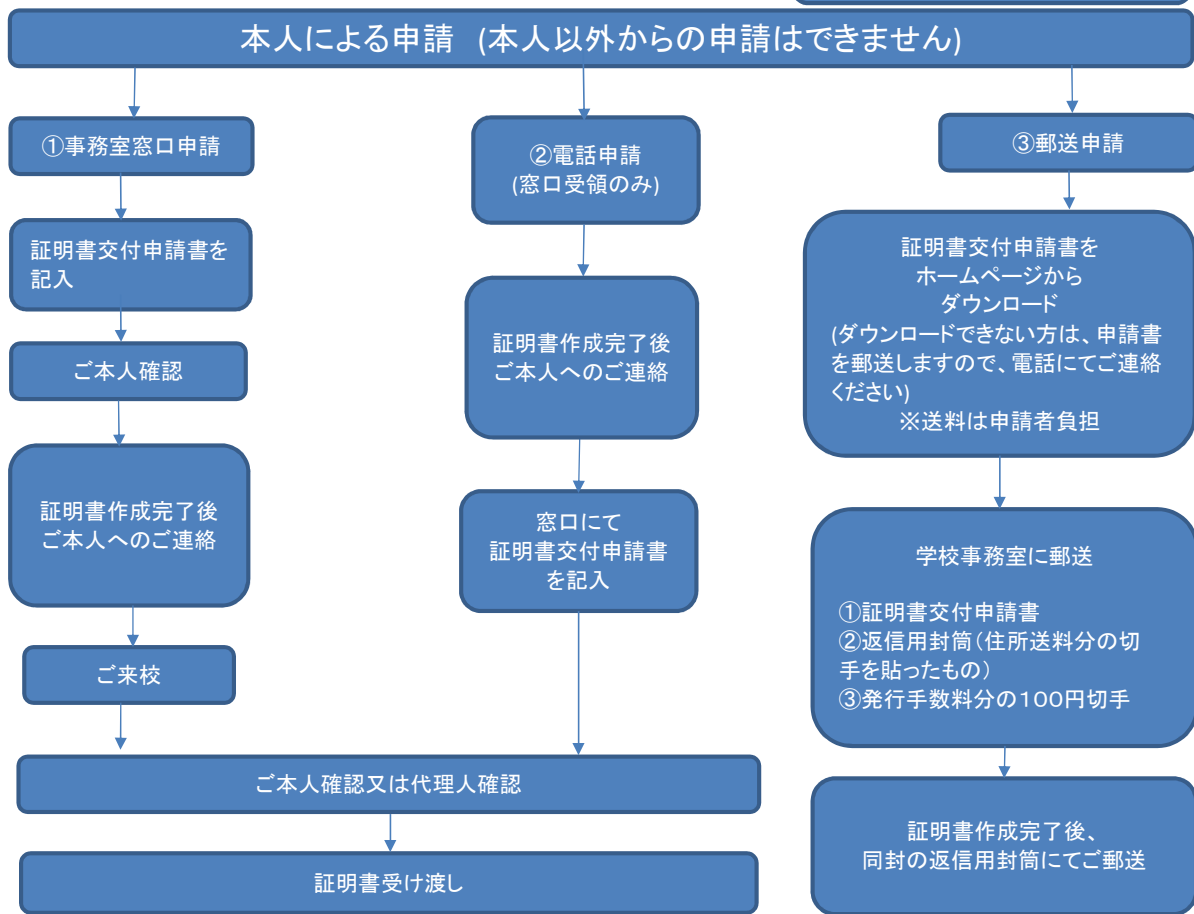 本人による申請 (本人以外からの申請はできません)
①事務室窓口申請
証明書交付申請書を
記入
ご本人確認
証明書作成完了後
ご本人へのご連絡
ご来校
②電話申請
(窓口受領のみ)
証明書作成完了後
ご本人へのご連絡
窓口にて
証明書交付申請書
を記入
ご本人確認又は代理人確認
証明書受け渡し
③郵送申請
証明書交付申請書を
ホームページから
ダウンロード
(ダウンロードできない方は、申請書
を郵送しますので、電話にてご連絡
ください)
※送料は申請者負担
学校事務室に郵送
①証明書交付申請書
②返信用封筒(住所送料分の切
手を貼ったもの)
③発行手数料分の100円切手
証明書作成完了後、
同封の返信用封筒にてご郵送